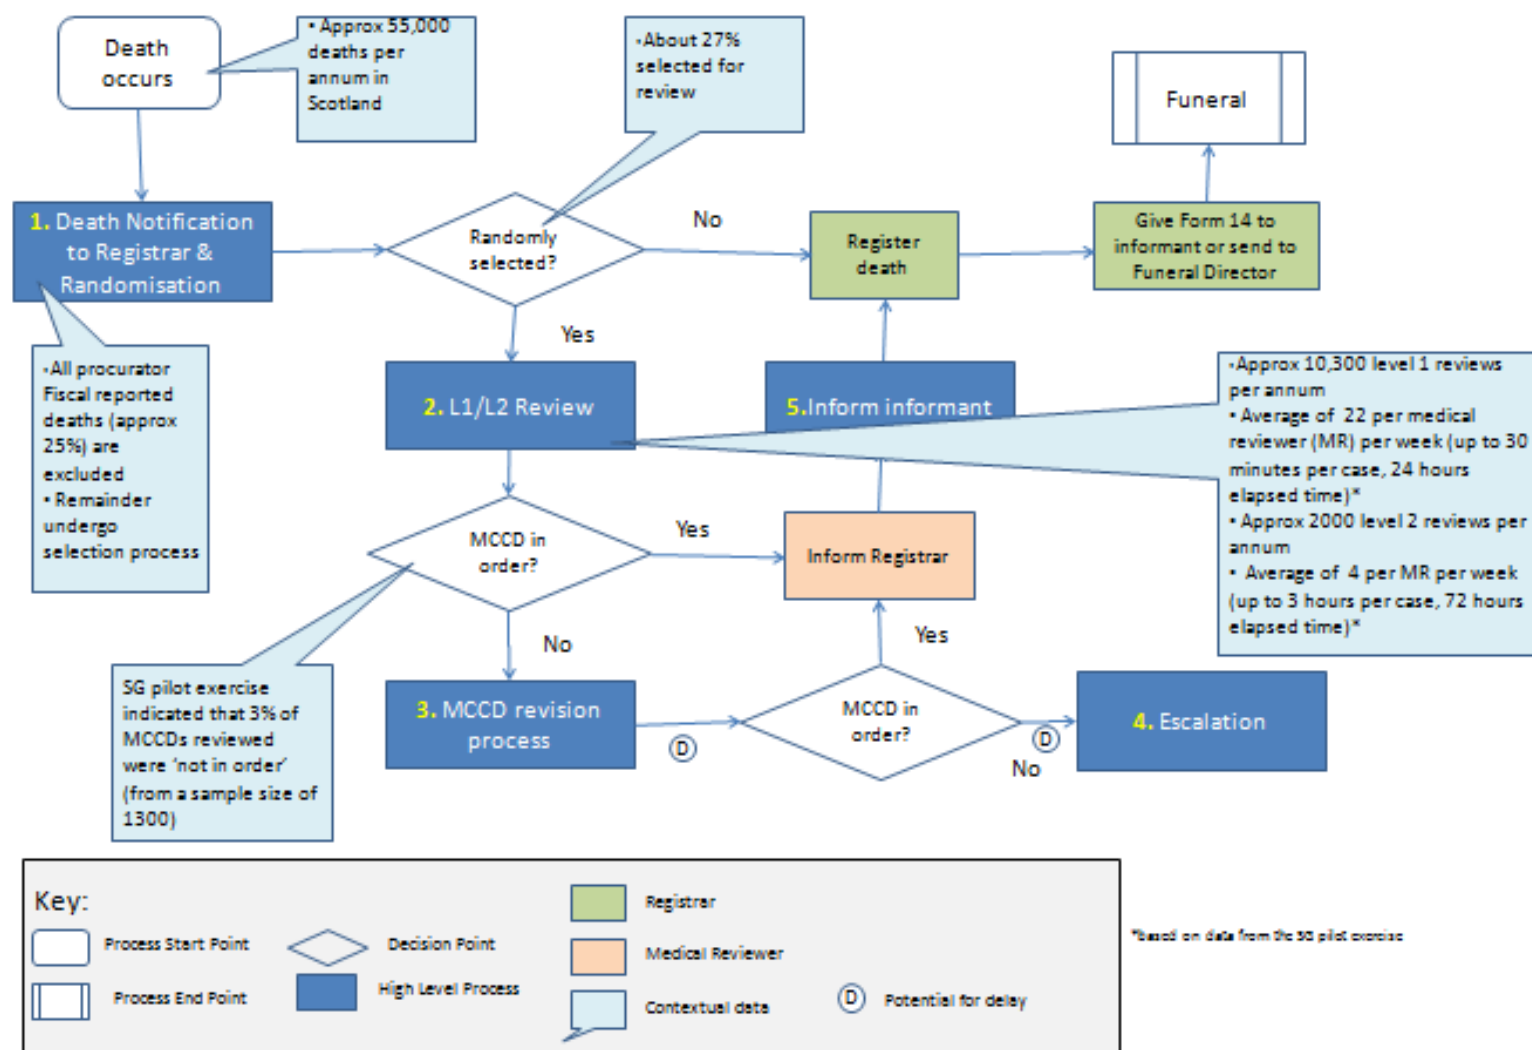 Death
occurs
• Approx 55,000
deaths per
annum in
Scotland
•About 27%
selected for
review
Funeral
1. Death Notification
to Registrar &
Randomisation
Randomly
selected?
No
Register
death
Give Form 14 to
informant or send to
Funeral Director
Yes
•All procurator
Fiscal reported
deaths (approx
25%) are
excluded
• Remainder
undergo
selection process
2. L1/L2 Review
5.Inform informant
•Approx 10,300 level 1 reviews
per annum
• Average of 22 per medical
reviewer (MR) per week (up to 30
minutes per case, 24 hours
elapsed time)*
• Approx 2000 level 2 reviews per
annum
• Average of 4 per MR per week
(up to 3 hours per case, 72 hours
elapsed time)*
MCCD in
order?
Yes
Inform Registrar
No
Yes
SG pilot exercise
indicated that 3% of
MCCDs reviewed
were ‘not in order’
(from a sample size of
1300)
3. MCCD revision
process
D
MCCD in
order?
D
No
4. Escalation
Key:
Process Start Point
Decision Point
Registrar
Process End Point
High Level Process
Medical Reviewer
Contextual data
D Potential for delay
*based on data from the SG pilot exercise